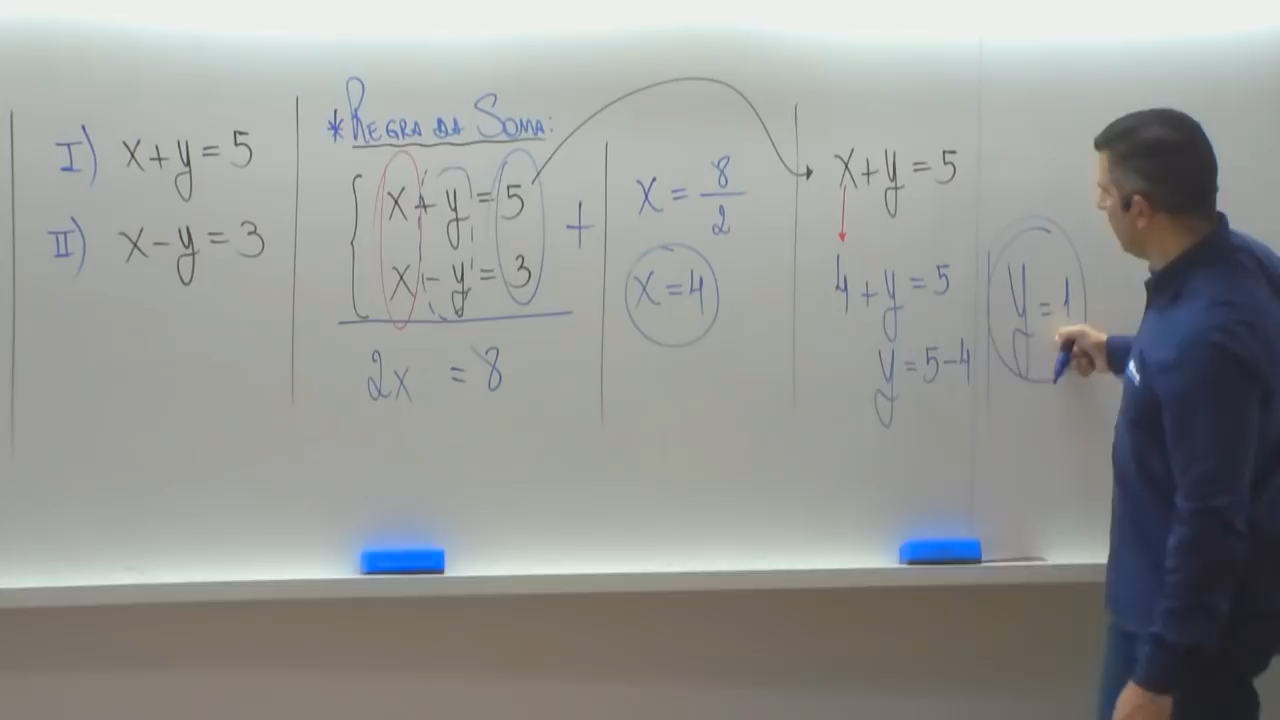 I) x+y=5
II) x-y=3
*REGRA DA SOMA:
x+y=5
x-y=3
+
2x =8
x=8/2
x=4
x+y=5
4+y=5
y=5-4
y=1